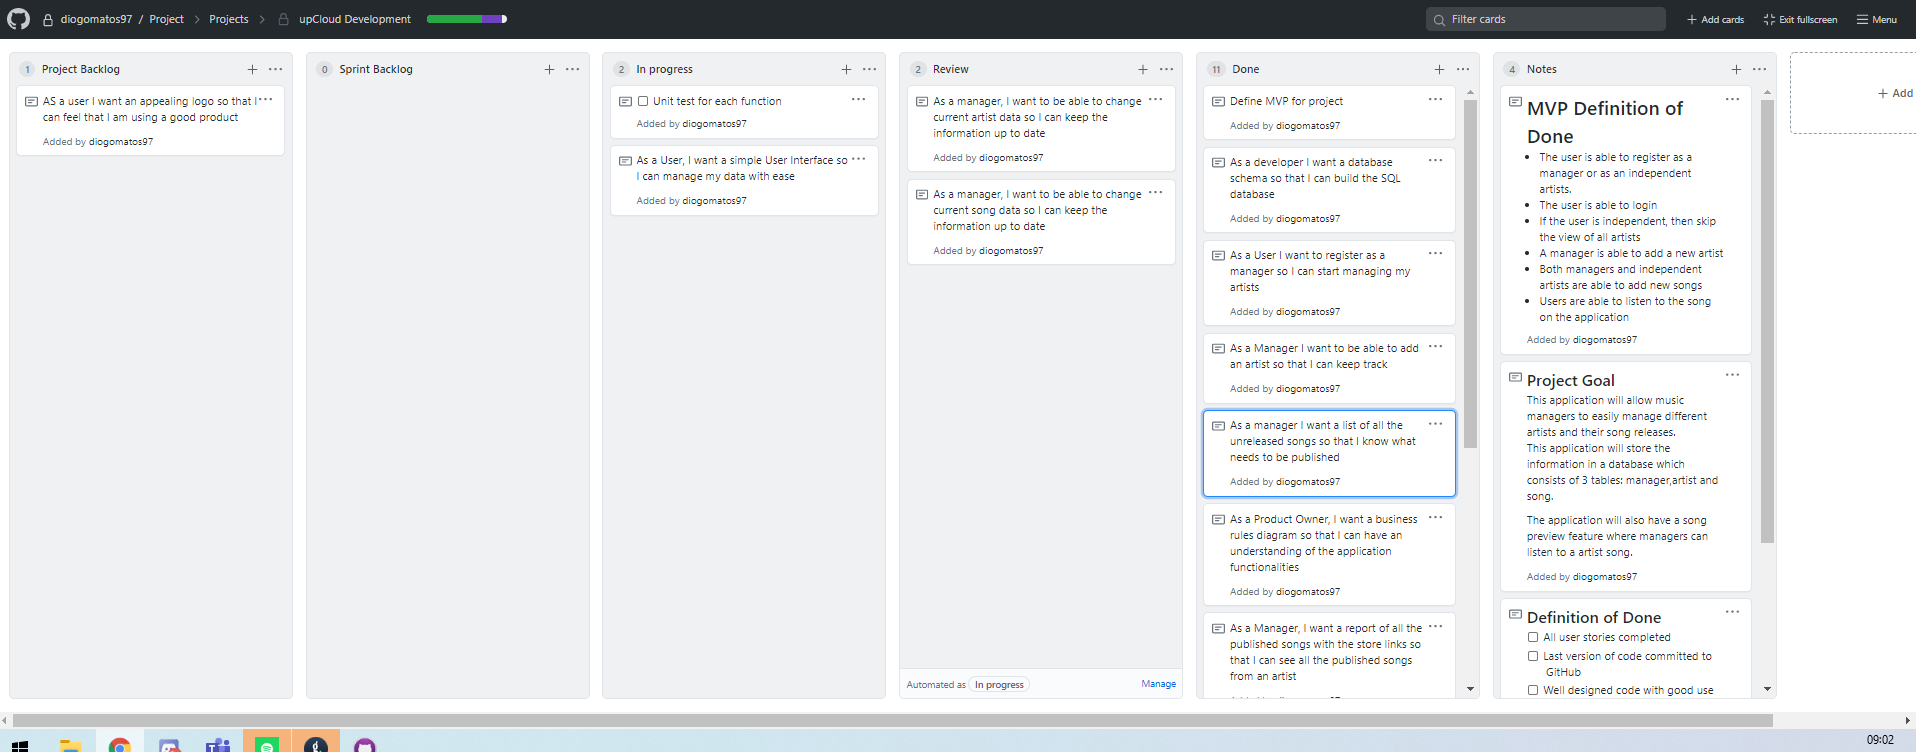 diogomatos97 / Project > Projects > upCloud Development
Filter cards
+ Add cards
Exit fullscreen
Menu
1 Project Backlog
AS a user I want an appealing logo so that I
can feel that I am using a good product
Added by diogomatos97
0 Sprint Backlog
2 In progress
Unit test for each function
Added by diogomatos97
As a User, I want a simple User Interface so
I can manage my data with ease
Added by diogomatos97
2 Review
As a manager, I want to be able to change
current artist data so I can keep the
information up to date
Added by diogomatos97
As a manager, I want to be able to change
current song data so I can keep the
information up to date
Added by diogomatos97
Automated as In progress
Manage
11 Done
Define MVP for project
Added by diogomatos97
As a developer I want a database
schema so that I can build the SQL
database
Added by diogomatos97
As a User I want to register as a
manager so I can start managing my
artists
Added by diogomatos97
As a Manager I want to be able to add
an artist so that I can keep track
Added by diogomatos97
As a manager I want a list of all the
unreleased songs so that I know what
needs to be published
Added by diogomatos97
As a Product Owner, I want a business
rules diagram so that I can have an
understanding of the application
functionalities
Added by diogomatos97
As a Manager, I want a report of all the
published songs with the store links so
that I can see all the published songs
from an artist
4 Notes
MVP Definition of
Done
• The user is able to register as a
manager or as an independent
artists.
• The user is able to login
• If the user is independent, then skip
the view of all artists
• A manager is able to add a new artist
• Both managers and independent
artists are able to add new songs
• Users are able to listen to the song
on the application
Added by diogomatos97
Project Goal
This application will allow music
managers to easily manage different
artists and their song releases.
This application will store the
information in a database which
consists of 3 tables: manager,artist and
song.
The application will also have a song
preview feature where managers can
listen to a artist song.
Added by diogomatos97
Definition of Done
All user stories completed
Last version of code committed to
GitHub
Well designed code with good use
+ Add
09:02